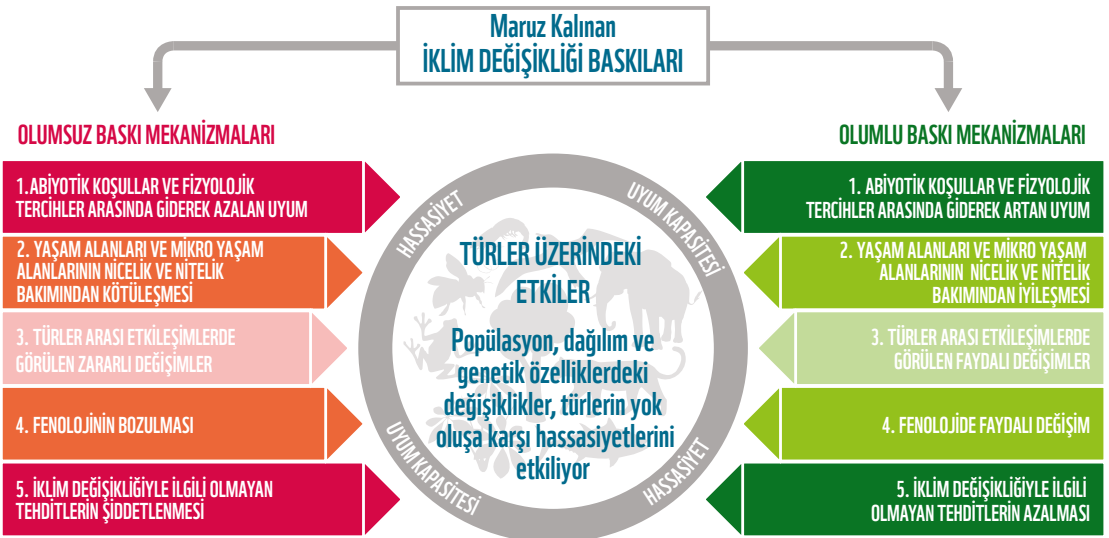 Maruz Kalınan
İKLİM DEĞİŞİKLİĞİ BASKILARI
OLUMSUZ BASKI MEKANİZMALARI
1.ABİYOTİK KOŞULLAR VE FİZYOLOJİK
TERCİHLER ARASINDA GİDEREK AZALAN UYUM
2. YAŞAM ALANLARI VE MİKRO YAŞAM
ALANLARININ NİCELİK VE NİTELİK
BAKIMINDAN KÖTÜLEŞMESİ
3. TÜRLER ARASI ETKİLEŞİMLERDE
GÖRÜLEN ZARARLI DEĞİŞİMLER
4. FENOLOJİNİN BOZULMASI
5. İKLİM DEĞİŞİKLİĞİYLE İLGİLİ OLMAYAN
TEHDİTLERİN ŞİDDETLENMESİ
HASSASİYET
UYUM KAPASİTESİ
TÜRLER ÜZERİNDEKİ
ETKİLER
Popülasyon, dağılım ve
genetik özelliklerdeki
değişiklikler, türlerin yok
oluşa karşı hassasiyetlerini
etkiliyor
UYUM KAPASİTESİ
HASSASİYET
OLUMLU BASKI MEKANİZMALARI
1. ABİYOTİK KOŞULLAR VE FİZYOLOJİK
TERCİHLER ARASINDA GİDEREK ARTAN UYUM
2. YAŞAM ALANLARI VE MİKRO YAŞAM
ALANLARININ NİCELİK VE NİTELİK
BAKIMINDAN İYİLEŞMESİ
3. TÜRLER ARASI ETKİLEŞİMLERDE
GÖRÜLEN FAYDALI DEĞİŞİMLER
4. FENOLOJİDE FAYDALI DEĞİŞİM
5. İKLİM DEĞİŞİKLİĞİYLE İLGİLİ
OLMAYAN TEHDİTLERİN AZALMASI